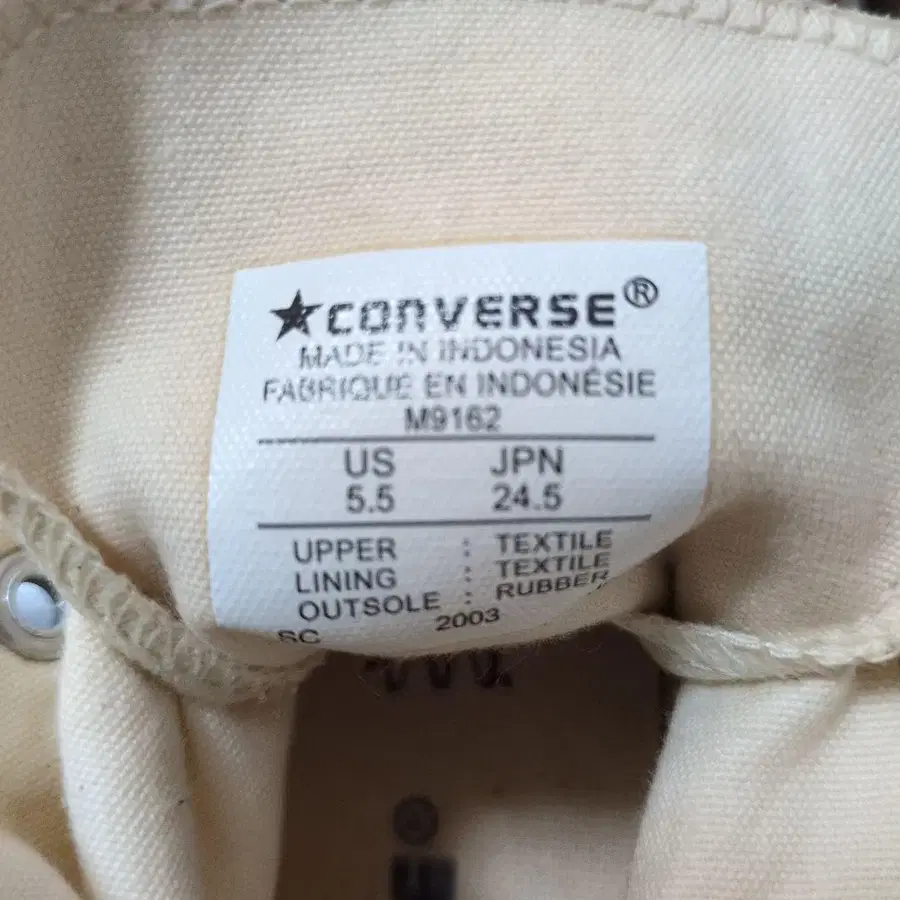 ★CONVERSE®
MADE IN INDONESIA
FABRIQUE EN INDONÉSIE
M9162
US JPN
5.5 24.5
UPPER : TEXTILE
LINING : TEXTILE
OUTSOLE : RUBBER
SC 2003